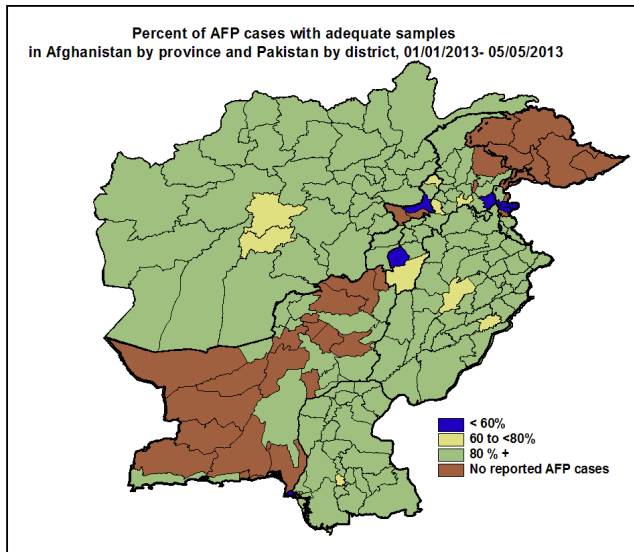 Percent of AFP cases with adequate samples
in Afghanistan by province and Pakistan by district, 01/01/2013- 05/05/2013
< 60%
60 to <80%
80 % +
No reported AFP cases